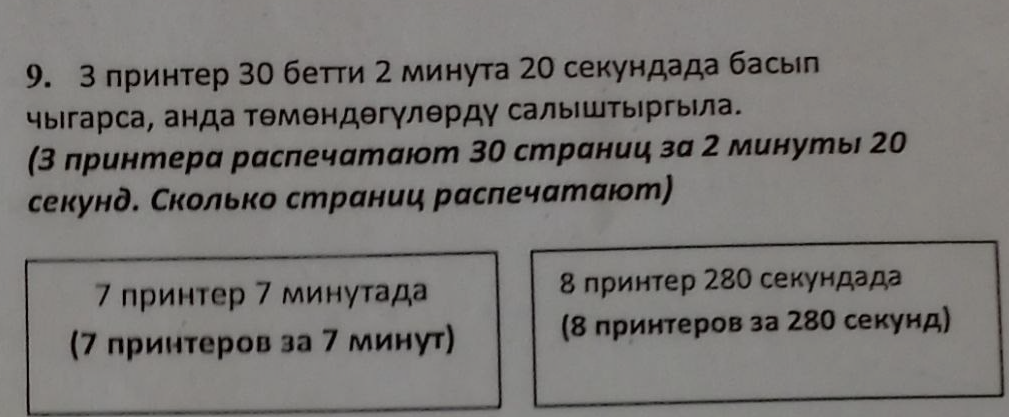 9. 3 принтер 30 бетти 2 минута 20 секундада басып
чыгарса, анда төмөндөгүлөрдү салыштыргыла.
(3 принтера распечатают 30 страниц за 2 минуты 20
секунд. Сколько страниц распечатают)
7 принтер 7 минутада
(7 принтеров за 7 минут)
8 принтер 280 секундада
(8 принтеров за 280 секунд)